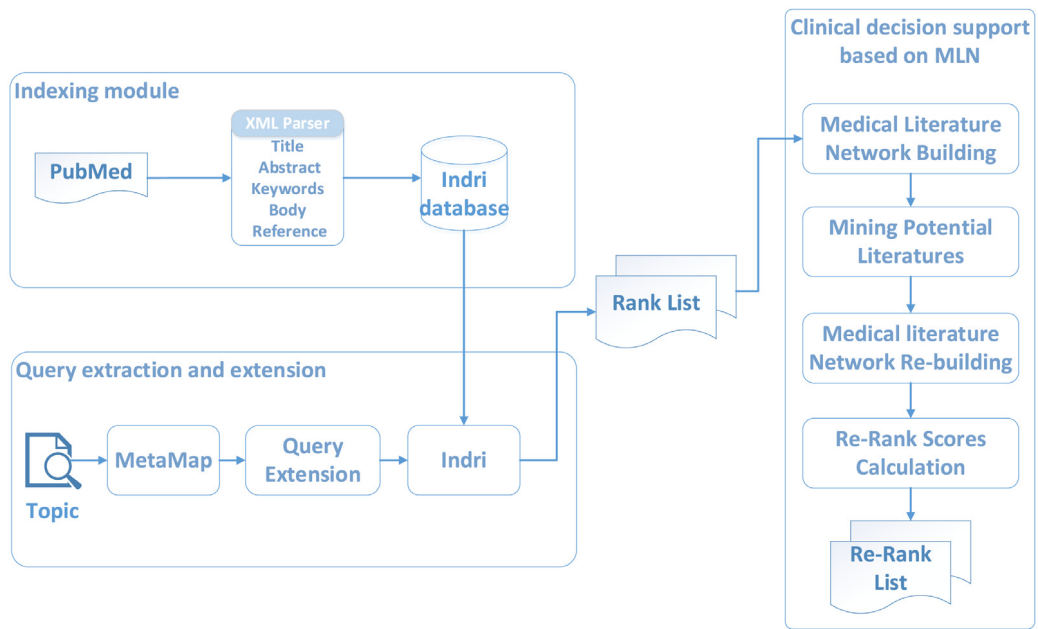 Indexing module
PubMed
XML Parser
Title
Abstract
Keywords
Body
Reference
Indri
database
Query extraction and extension
Topic
MetaMap
Query
Extension
Indri
Rank List
Clinical decision support
based on MLN
Medical Literature
Network Building
Mining Potential
Literatures
Medical literature
Network Re-building
Re-Rank Scores
Calculation
Re-Rank
List